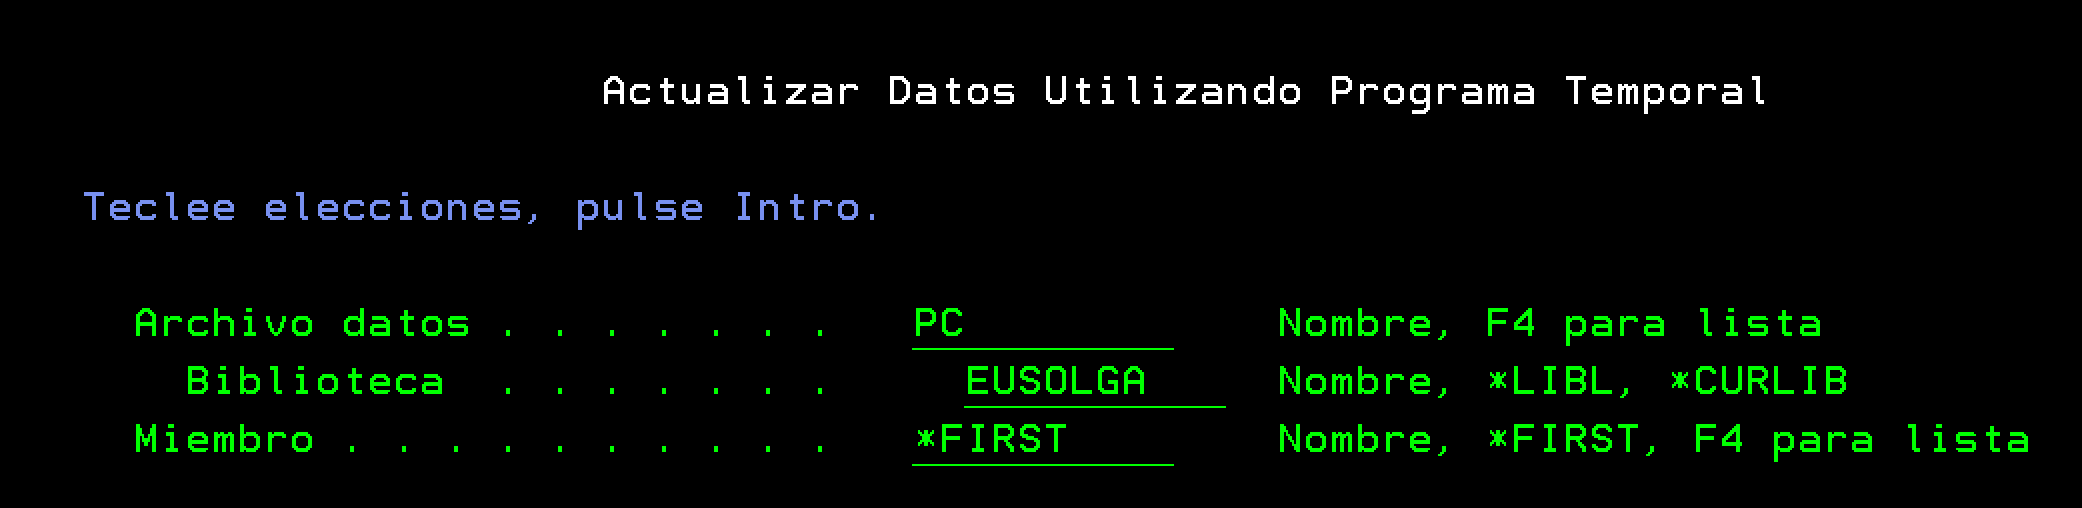 Actualizar Datos Utilizando Programa Temporal
Teclee elecciones, pulse Intro.
Archivo datos . . . . . . . PC Nombre, F4 para lista
Biblioteca . . . . . . . EUSOLGA Nombre, *LIBL, *CURLIB
Miembro . . . . . . . . . . *FIRST Nombre, *FIRST, F4 para lista